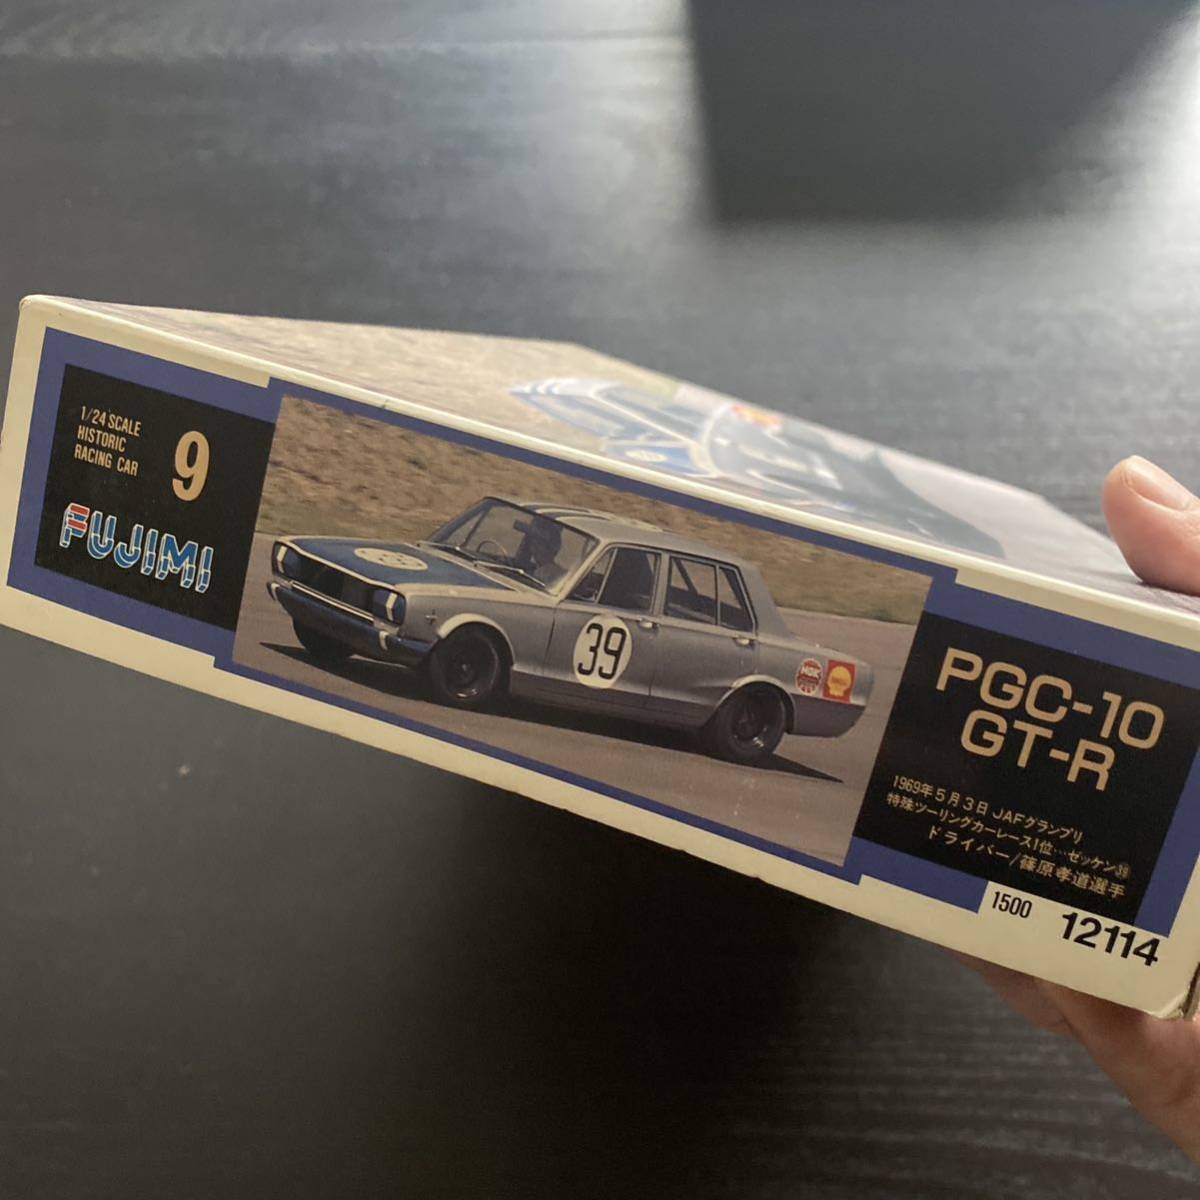 1/24 SCALE
HISTORIC
RACING CAR
9
FUJIMI
39
NGK
PGC-10
GT-R
1969年5月3日 JAFグランプリ
特殊ツーリングカーレース1位…ゼッケン㊴
ドライバー/篠原孝道選手
1500 12114